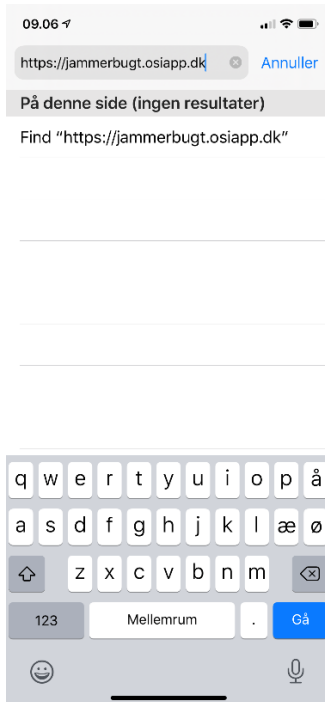 09.06
https://jammerbugt.osiapp.dk Annuller
På denne side (ingen resultater)
Find “https://jammerbugt.osiapp.dk”
q w e r t y u i o p å
a s d f g h j k l æ ø
z x c v b n m
123 Mellemrum . Gå